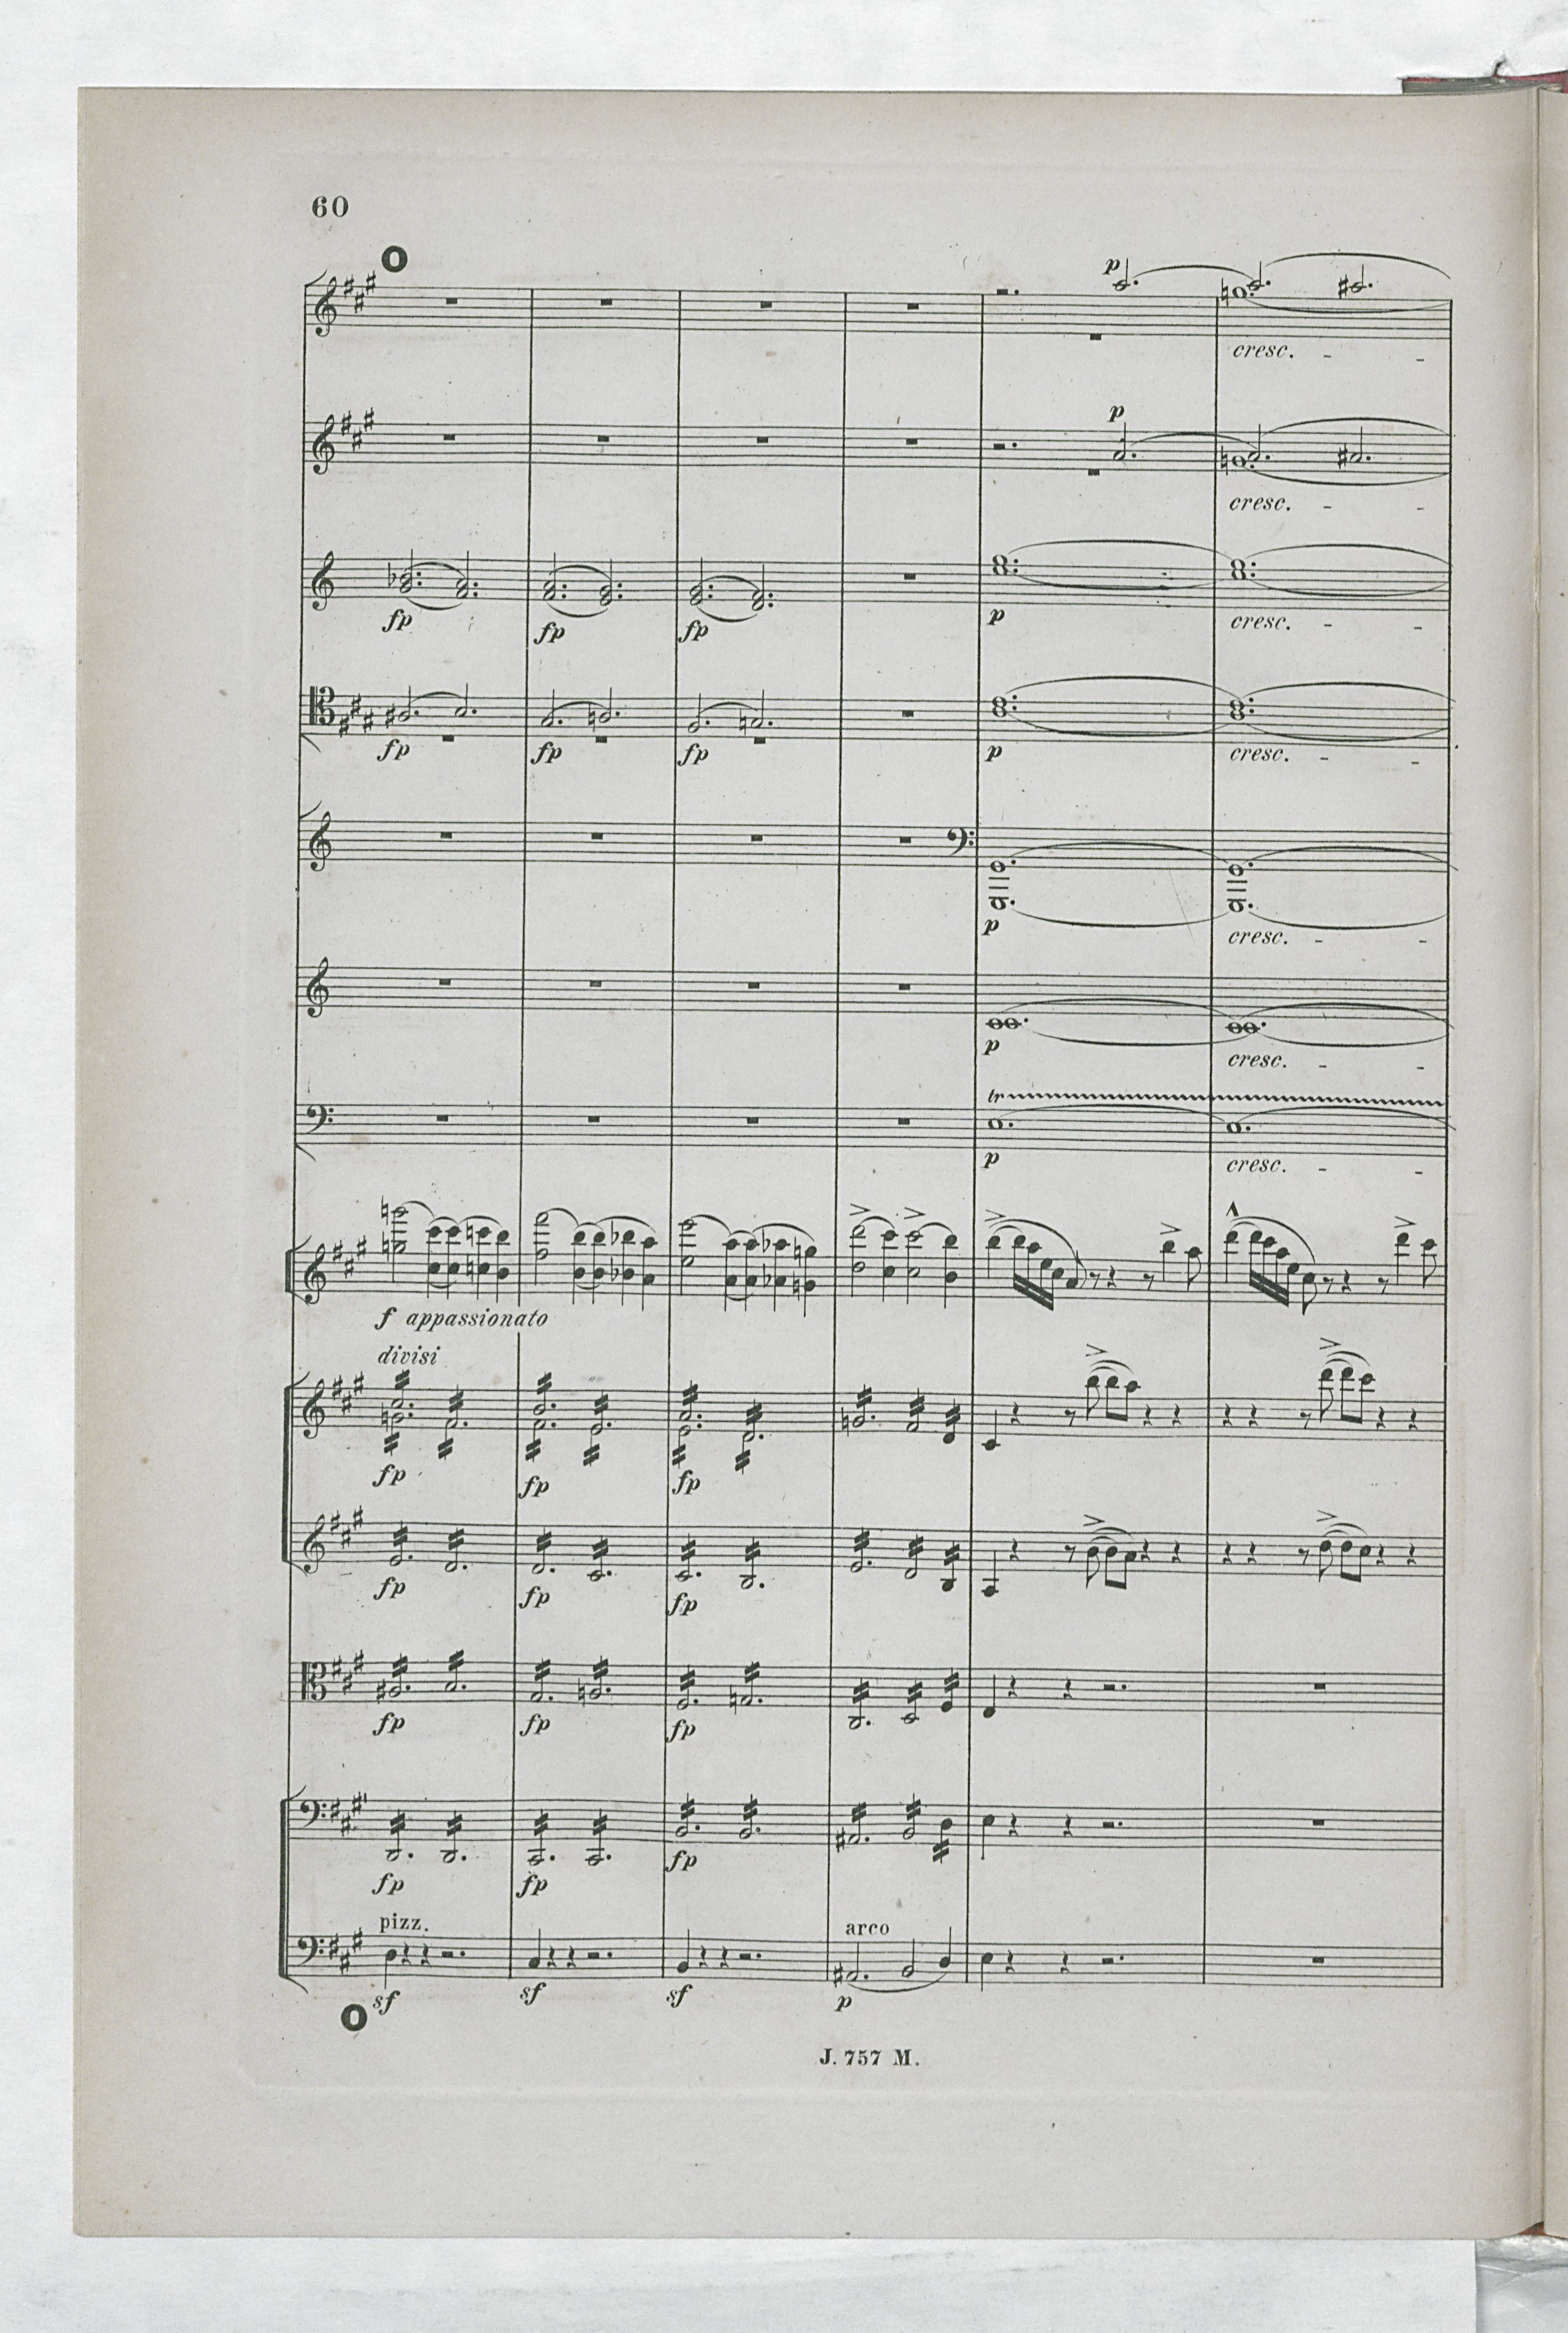 60
O
p
cresc. - -
p
cresc. - -
fp fp fp p cresc. - -
fp fp fp p cresc. - -
p cresc. - -
p cresc. - -
tr
p cresc. - -
f appassionato
divisi
fp fp fp
fp fp fp
fp fp fp
fp fp fp
pizz. arco
sf sf sf p
O
J. 757 M.